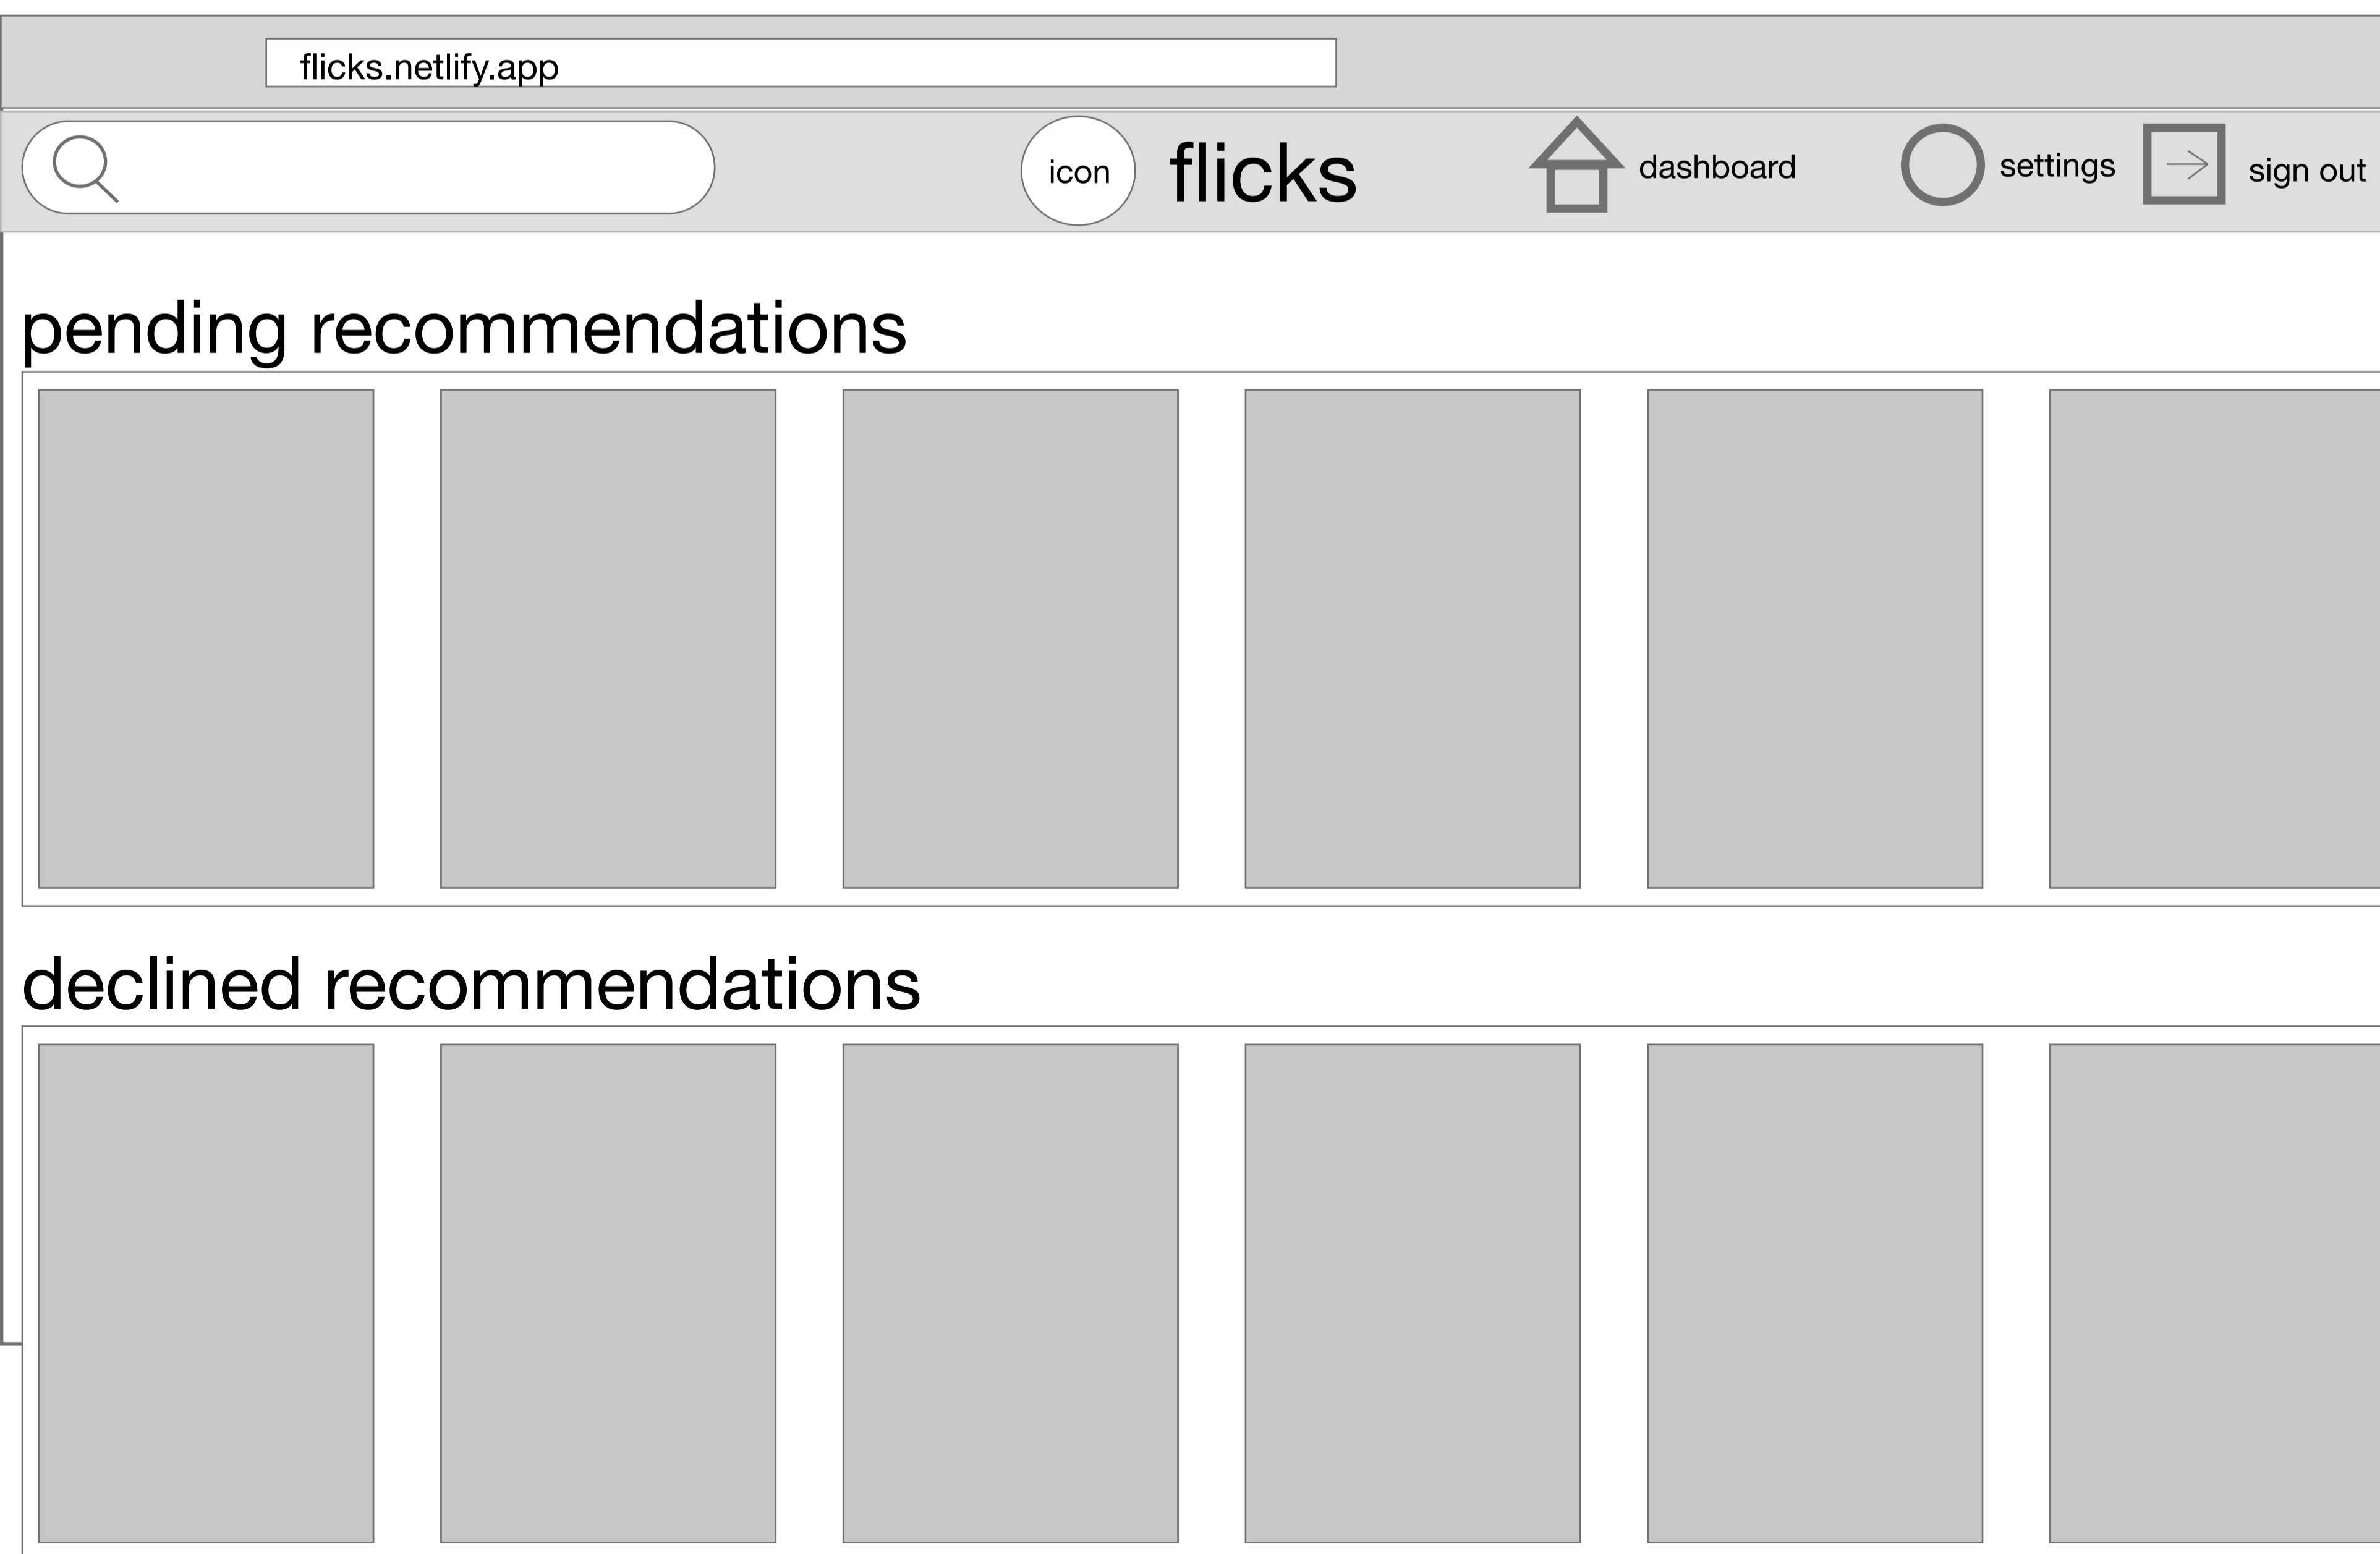 flicks.netlify.app
icon flicks dashboard settings sign out
pending recommendations
declined recommendations